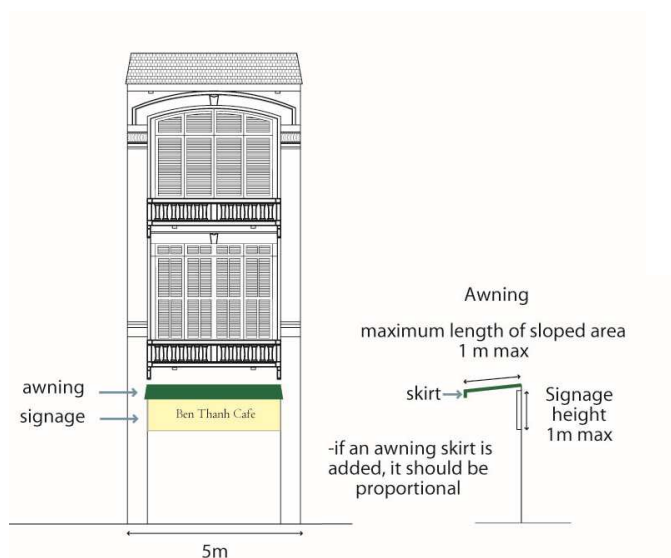 awning
signage
Ben Thanh Cafe
5m
Awning
maximum length of sloped area
1 m max
skirt
Signage
height
1m max
-if an awning skirt is
added, it should be
proportional